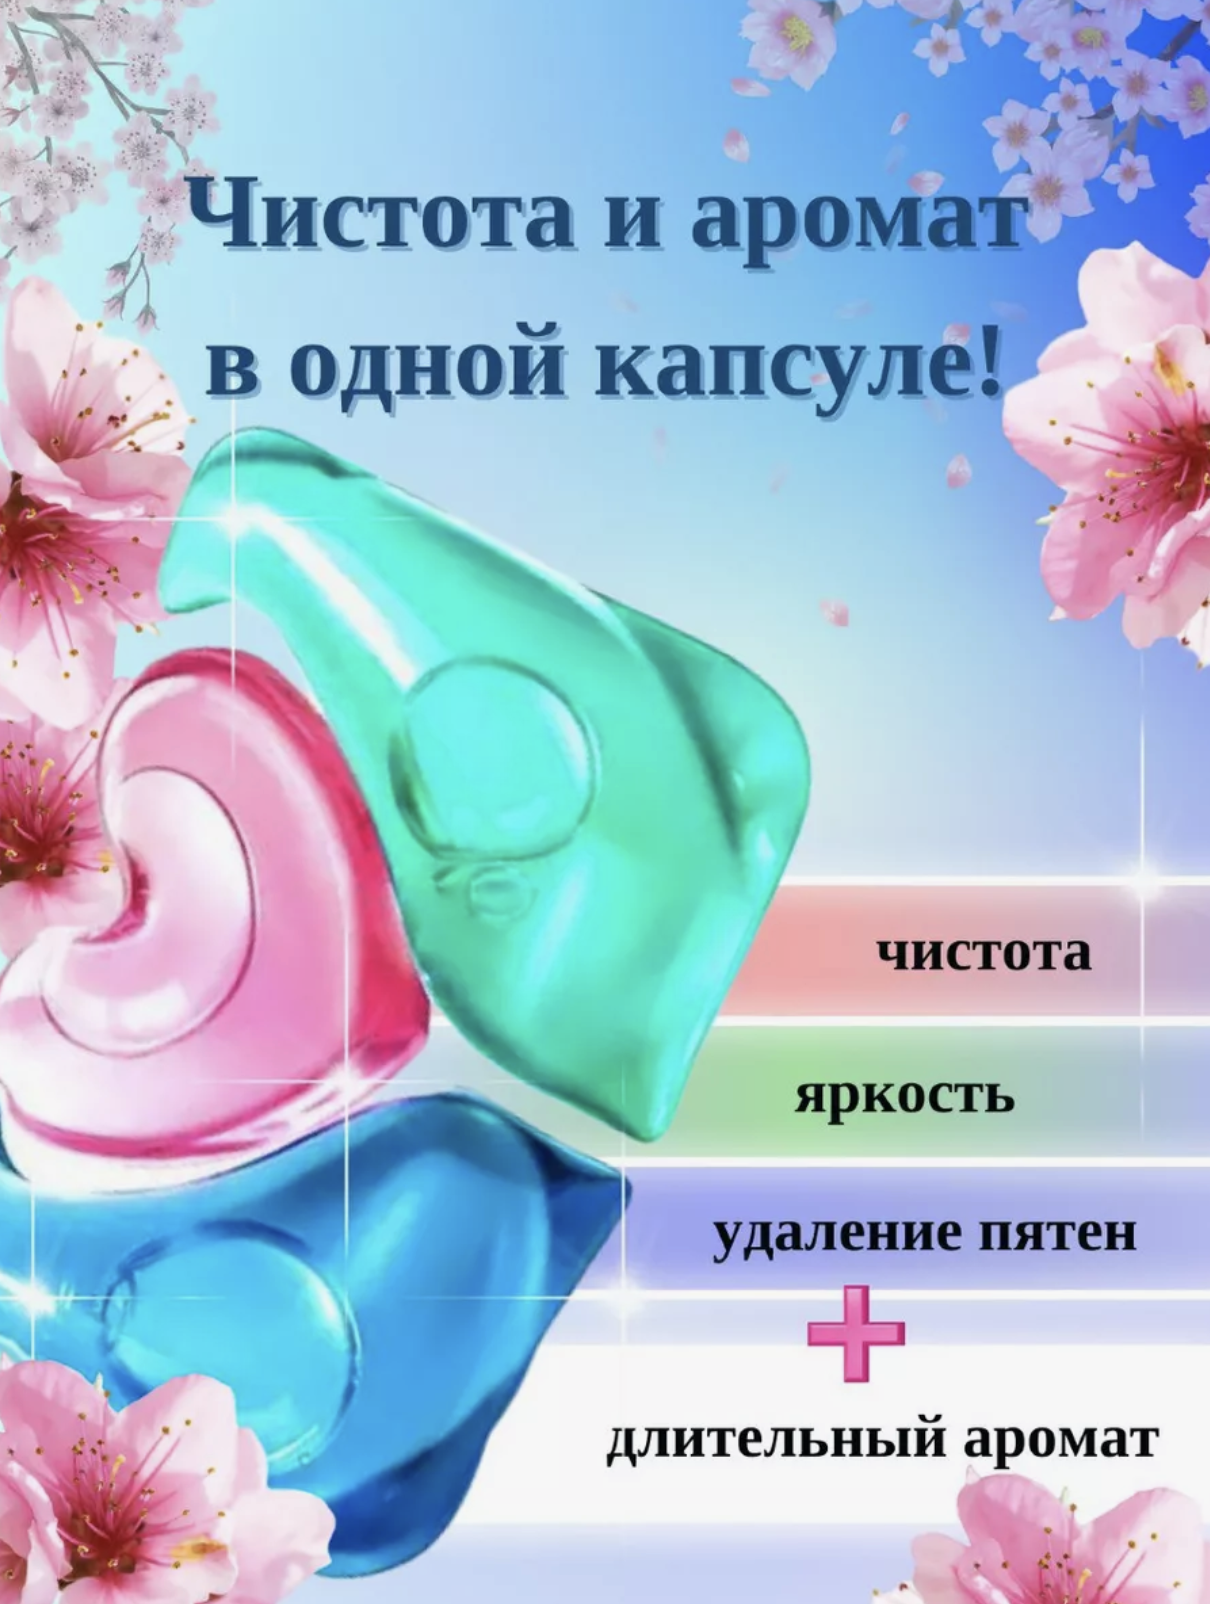 Чистота и аромат
в одной капсуле!
чистота
яркость
удаление пятен
длительный аромат